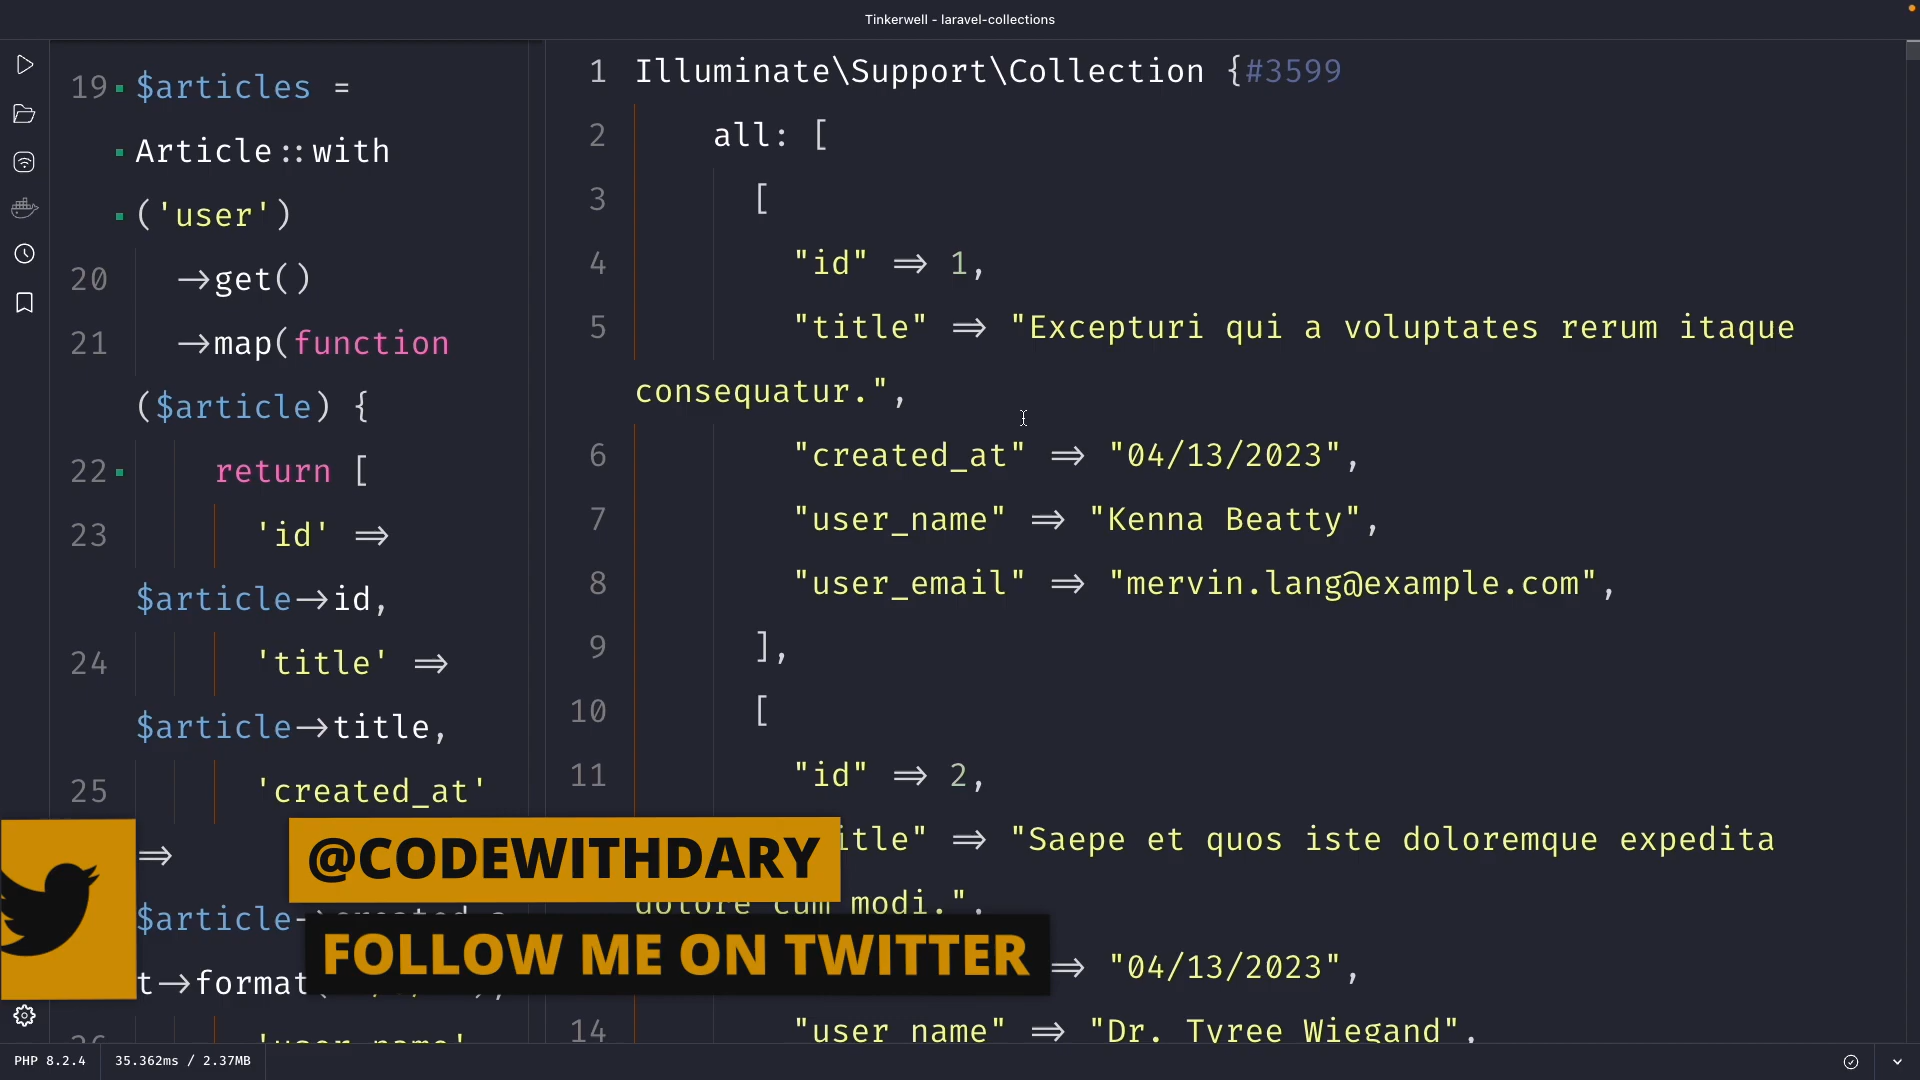 Tinkerwell - laravel-collections
19 $articles =
Article::with
('user')
20 ->get()
21 ->map(function
($article) {
22 return [
23 'id' =>
$article->id,
24 'title' =>
$article->title,
25 'created_at'
=>
$article->created_a
t->format(
26 'user_name'
1 Illuminate\Support\Collection {#3599
2 all: [
3 [
4 "id" => 1,
5 "title" => "Excepturi qui a voluptates rerum itaque
consequatur.",
6 "created_at" => "04/13/2023",
7 "user_name" => "Kenna Beatty",
8 "user_email" => "mervin.lang@example.com",
9 ],
10 [
11 "id" => 2,
itle" => "Saepe et quos iste doloremque expedita
dolore cum modi.",
=> "04/13/2023",
14 "user_name" => "Dr. Tyree Wiegand",
@CODEWITHDARY
FOLLOW ME ON TWITTER
PHP 8.2.4
35.362ms / 2.37MB